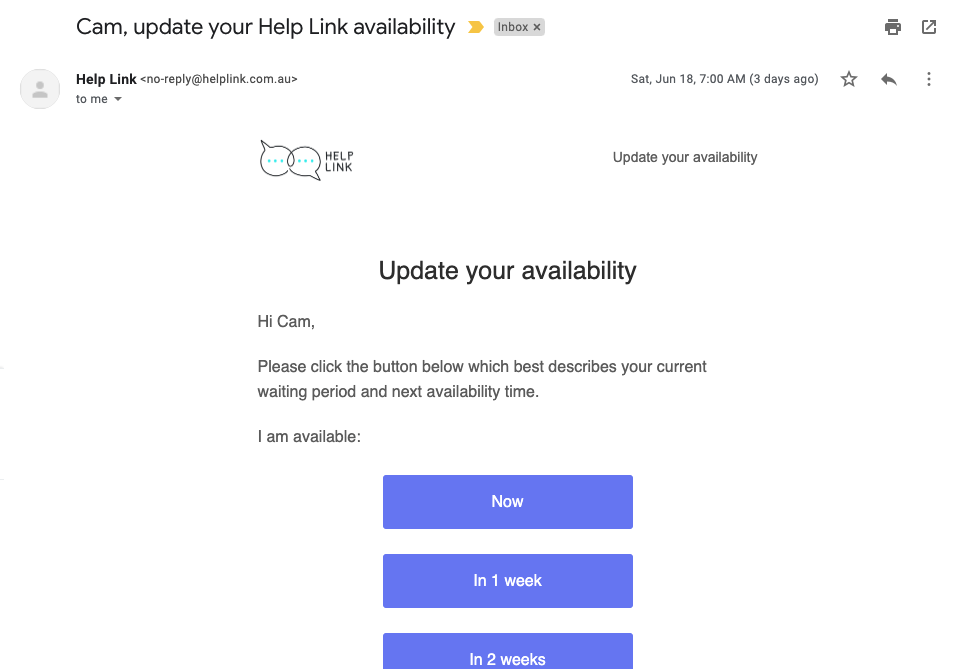 Cam, update your Help Link availability
Inbox ×
Help Link <no-reply@helplink.com.au>
Sat, Jun 18, 7:00 AM (3 days ago)
to me
HELP
LINK
Update your availability
Update your availability
Hi Cam,
Please click the button below which best describes your current
waiting period and next availability time.
I am available:
Now
In 1 week
In 2 weeks